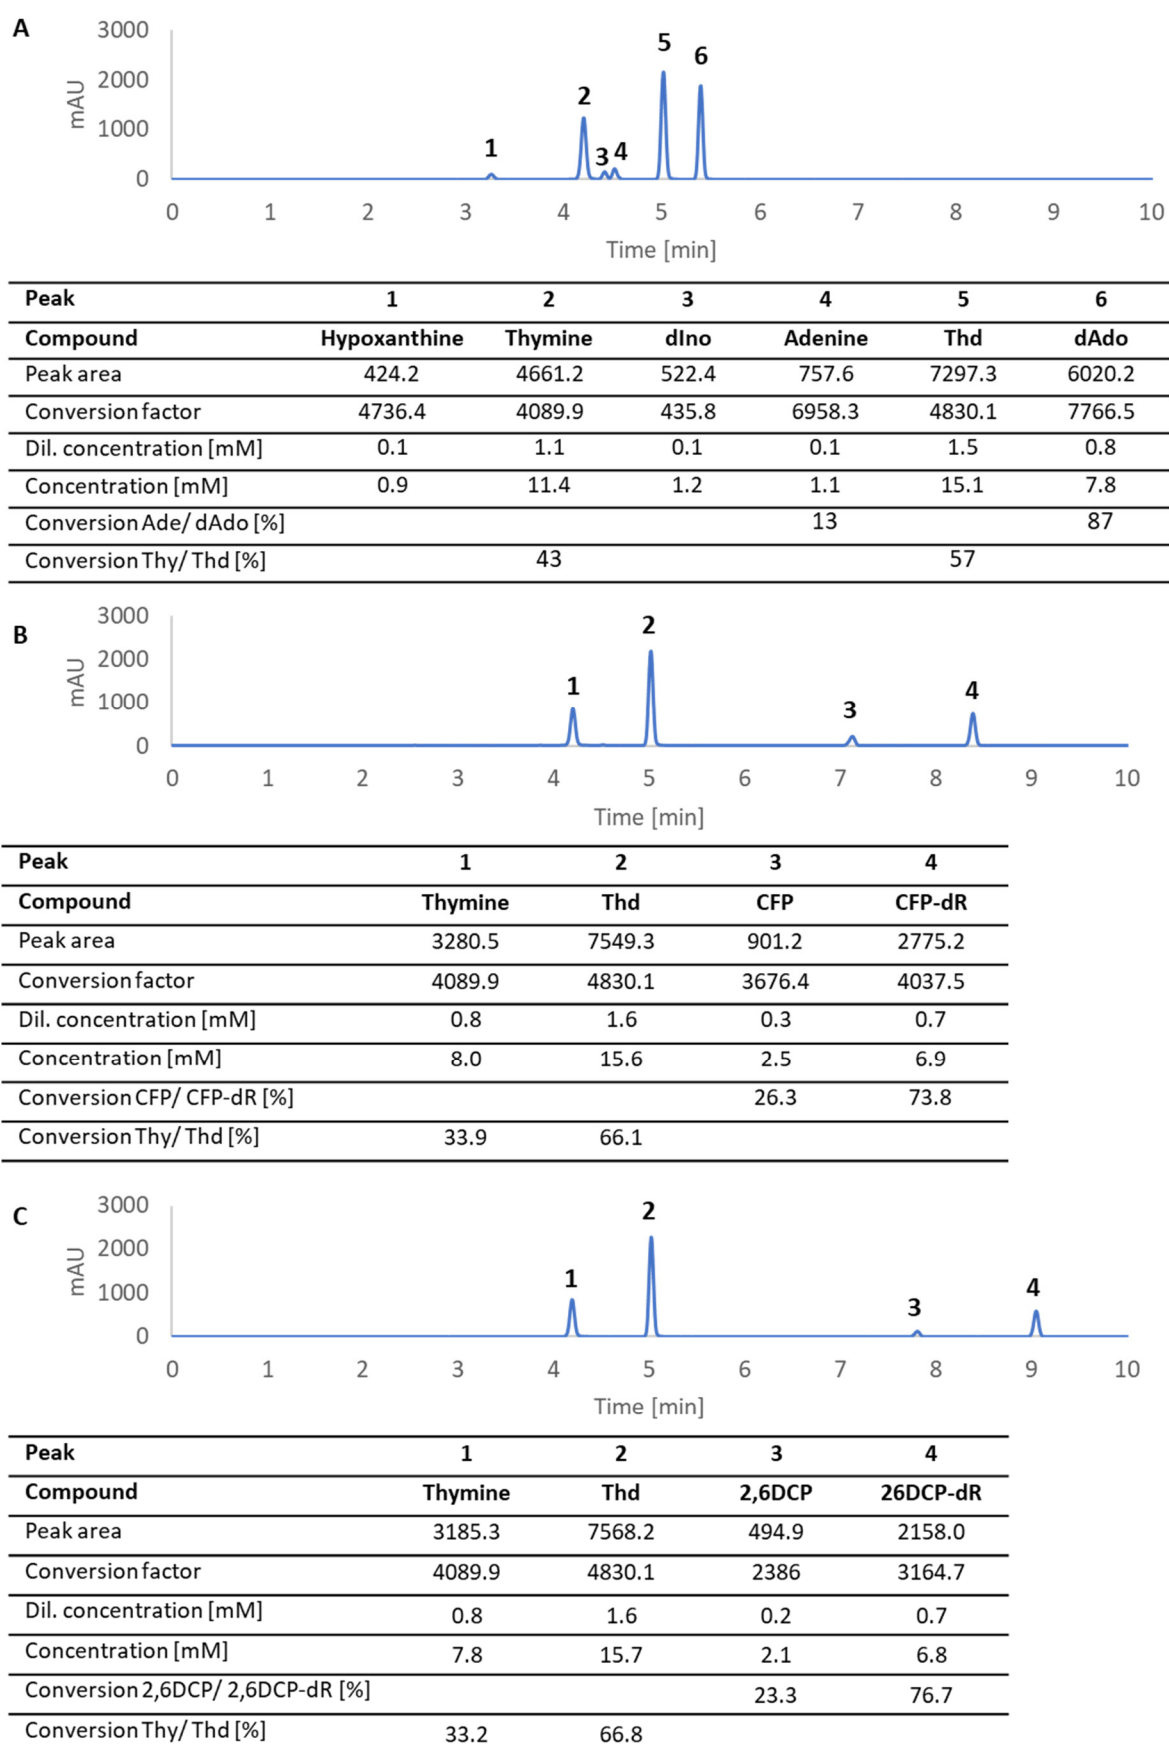 A
3000
2000
1000
0
mAU
1
2
3
4
5
6
0 1 2 3 4 5 6 7 8 9 10
Time [min]
Peak 1 2 3 4 5 6
Compound Hypoxanthine Thymine dIno Adenine Thd dAdo
Peak area 424.2 4661.2 522.4 757.6 7297.3 6020.2
Conversion factor 4736.4 4089.9 435.8 6958.3 4830.1 7766.5
Dil. concentration [mM] 0.1 1.1 0.1 0.1 1.5 0.8
Concentration [mM] 0.9 11.4 1.2 1.1 15.1 7.8
Conversion Ade/ dAdo [%] 13 87
Conversion Thy/ Thd [%] 43 57
B
3000
2000
1000
0
mAU
1
2
3
4
0 1 2 3 4 5 6 7 8 9 10
Time [min]
Peak 1 2 3 4
Compound Thymine Thd CFP CFP-dR
Peak area 3280.5 7549.3 901.2 2775.2
Conversion factor 4089.9 4830.1 3676.4 4037.5
Dil. concentration [mM] 0.8 1.6 0.3 0.7
Concentration [mM] 8.0 15.6 2.5 6.9
Conversion CFP/ CFP-dR [%] 26.3 73.8
Conversion Thy/ Thd [%] 33.9 66.1
C
3000
2000
1000
0
mAU
1
2
3
4
0 1 2 3 4 5 6 7 8 9 10
Time [min]
Peak 1 2 3 4
Compound Thymine Thd 2,6DCP 26DCP-dR
Peak area 3185.3 7568.2 494.9 2158.0
Conversion factor 4089.9 4830.1 2386 3164.7
Dil. concentration [mM] 0.8 1.6 0.2 0.7
Concentration [mM] 7.8 15.7 2.1 6.8
Conversion 2,6DCP/ 2,6DCP-dR [%] 23.3 76.7
Conversion Thy/ Thd [%] 33.2 66.8